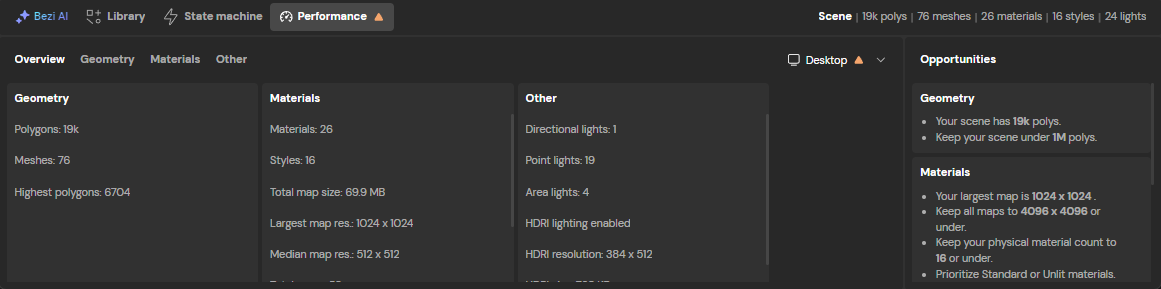 Bezi AI Library State machine Performance Scene | 19k polys | 76 meshes | 26 materials | 16 styles | 24 lights
Overview Geometry Materials Other Desktop
Geometry
Polygons: 19k
Meshes: 76
Highest polygons: 6704
Materials
Materials: 26
Styles: 16
Total map size: 69.9 MB
Largest map res.: 1024 x 1024
Median map res.: 512 x 512
Other
Directional lights: 1
Point lights: 19
Area lights: 4
HDRI lighting enabled
HDRI resolution: 384 x 512
Opportunities
Geometry
Your scene has 19k polys.
Keep your scene under 1M polys.
Materials
Your largest map is 1024 x 1024 .
Keep all maps to 4096 x 4096 or
under.
Keep your physical material count to
16 or under.
Prioritize Standard or Unlit materials.